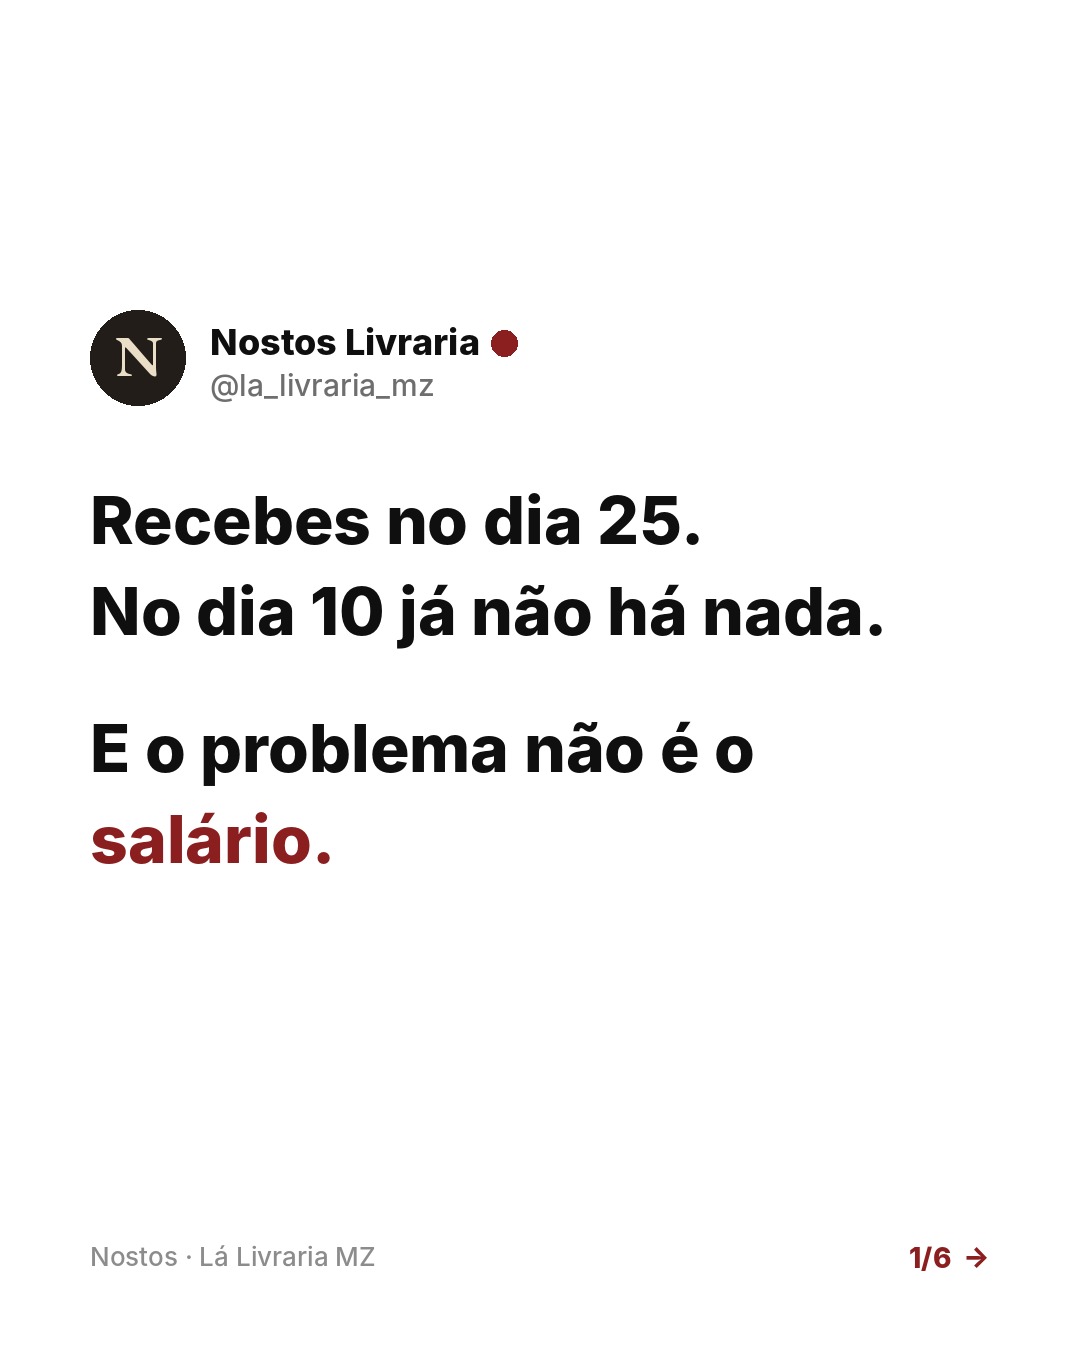 N
Nostos Livraria
@la_livraria_mz
Recebes no dia 25.
No dia 10 já não há nada.
E o problema não é o
salário.
Nostos · Lá Livraria MZ
1/6 →